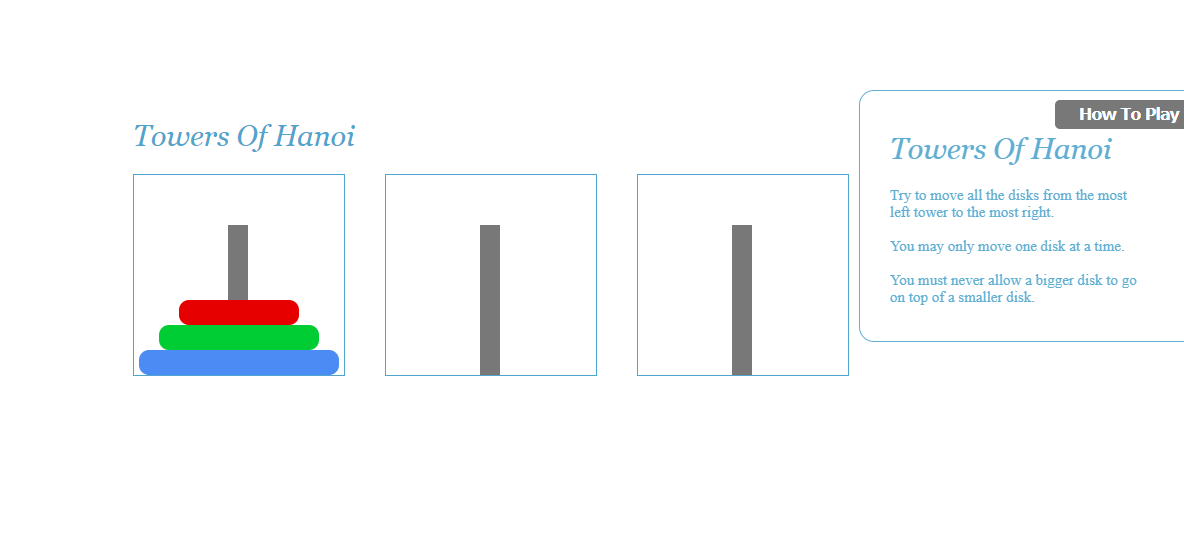 Towers Of Hanoi
How To Play
Towers Of Hanoi
Try to move all the disks from the most
left tower to the most right.
You may only move one disk at a time.
You must never allow a bigger disk to go
on top of a smaller disk.